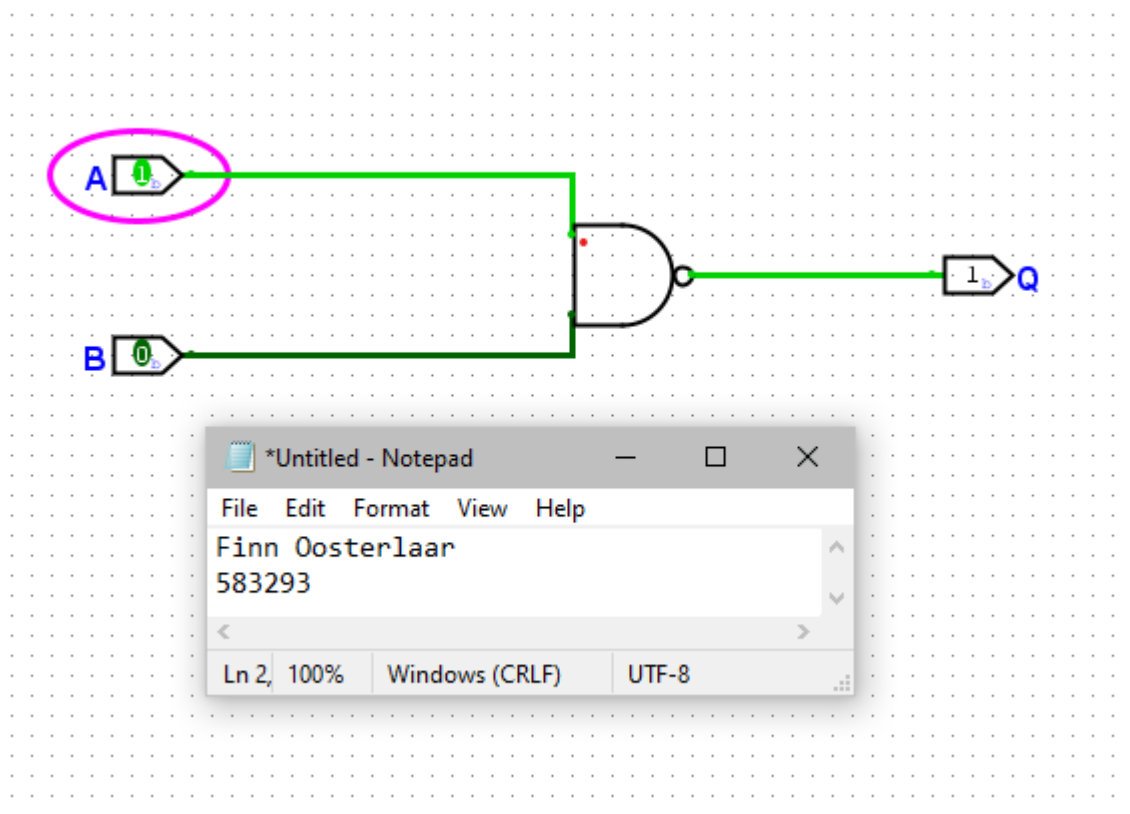 A 1
1 Q
B 0
*Untitled - Notepad
File Edit Format View Help
Finn Oosterlaar
583293
Ln 2, 100% Windows (CRLF) UTF-8